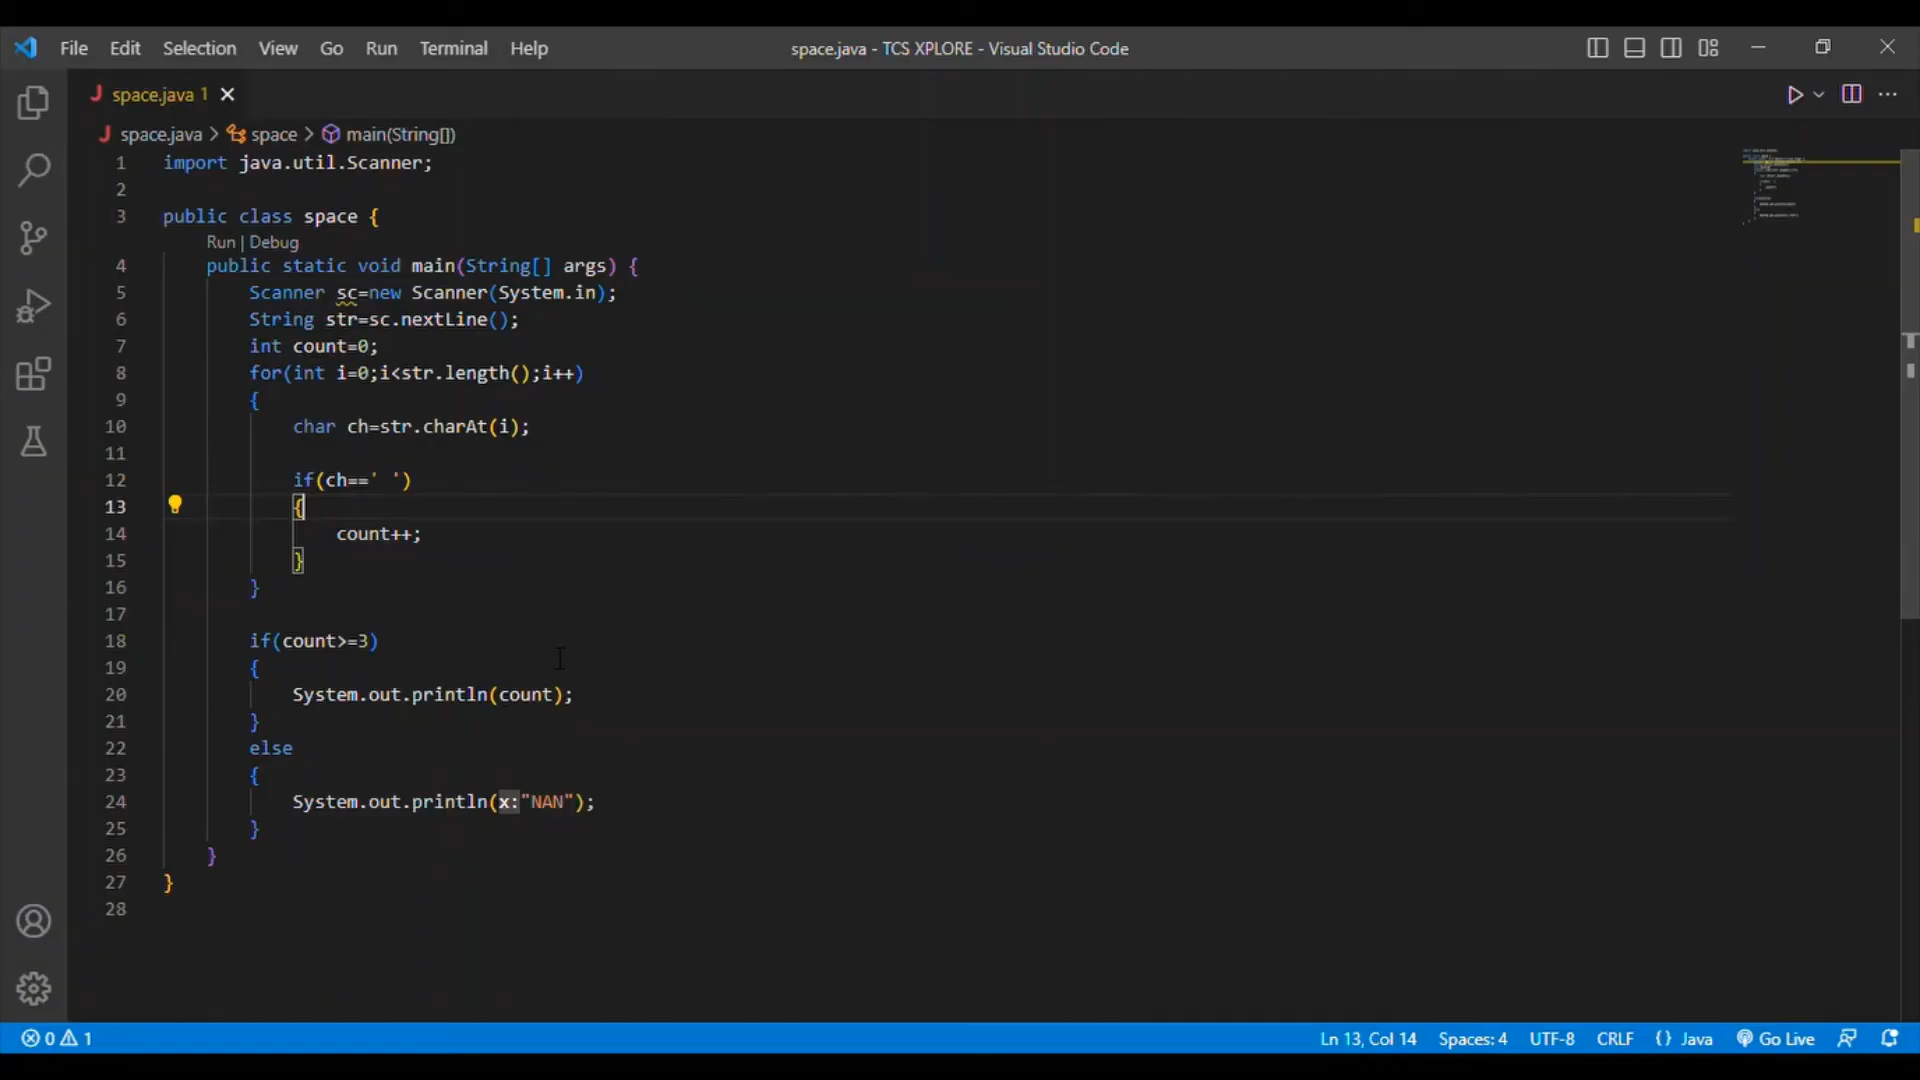 File Edit Selection View Go Run Terminal Help space.java - TCS XPLORE - Visual Studio Code
space.java 1
space.java > space > main(String[])
1 import java.util.Scanner;
2
3 public class space {
Run | Debug
4 public static void main(String[] args) {
5 Scanner sc=new Scanner(System.in);
6 String str=sc.nextLine();
7 int count=0;
8 for(int i=0;i<str.length();i++)
9 {
10 char ch=str.charAt(i);
11
12 if(ch==' ')
13 {
14 count++;
15 }
16 }
17
18 if(count>=3)
19 {
20 System.out.println(count);
21 }
22 else
23 {
24 System.out.println(x:"NAN");
25 }
26 }
27 }
28
0 1 Ln 13, Col 14 Spaces: 4 UTF-8 CRLF {} Java Go Live